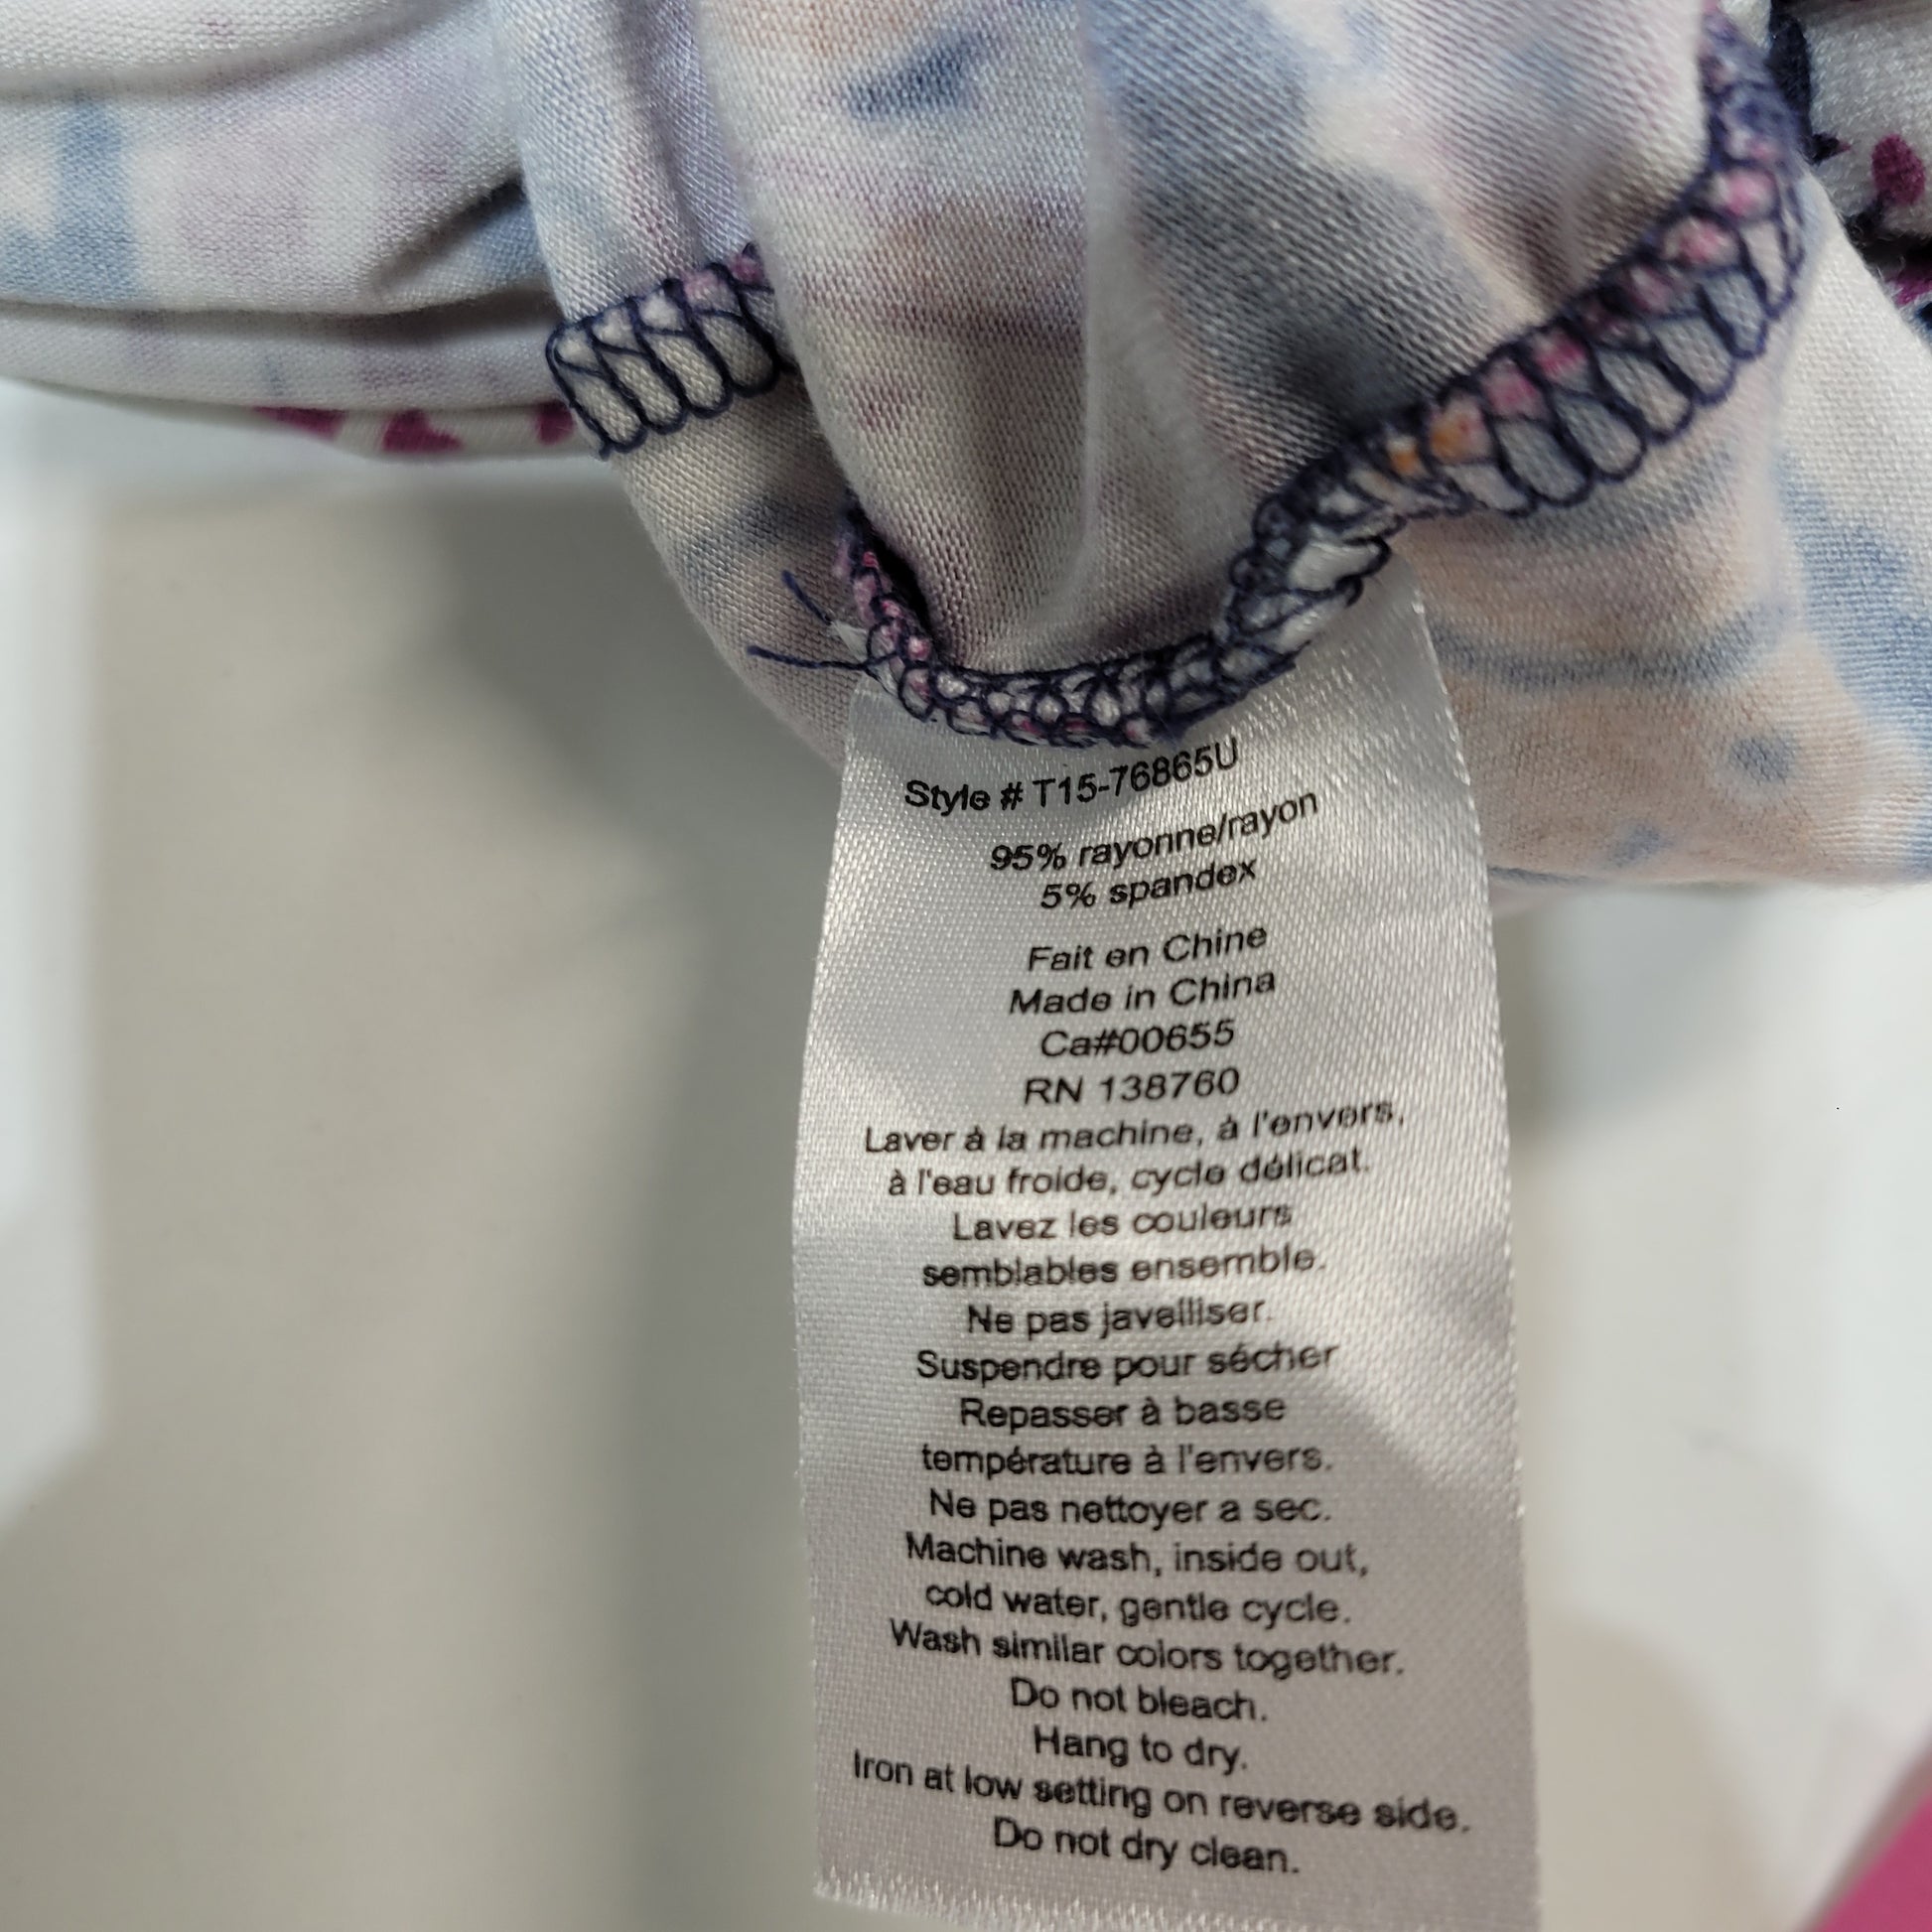 Style # T15-76865U
95% rayonne/rayon
5% spandex
Fait en Chine
Made in China
Ca#00655
RN 138760
Laver à la machine, à l'envers,
à l'eau froide, cycle délicat.
Lavez les couleurs
semblables ensemble.
Ne pas javelliser.
Suspendre pour sécher
Repasser à basse
température à l'envers.
Ne pas nettoyer a sec.
Machine wash, inside out,
cold water, gentle cycle.
Wash similar colors together.
Do not bleach.
Hang to dry.
Iron at low setting on reverse side.
Do not dry clean.